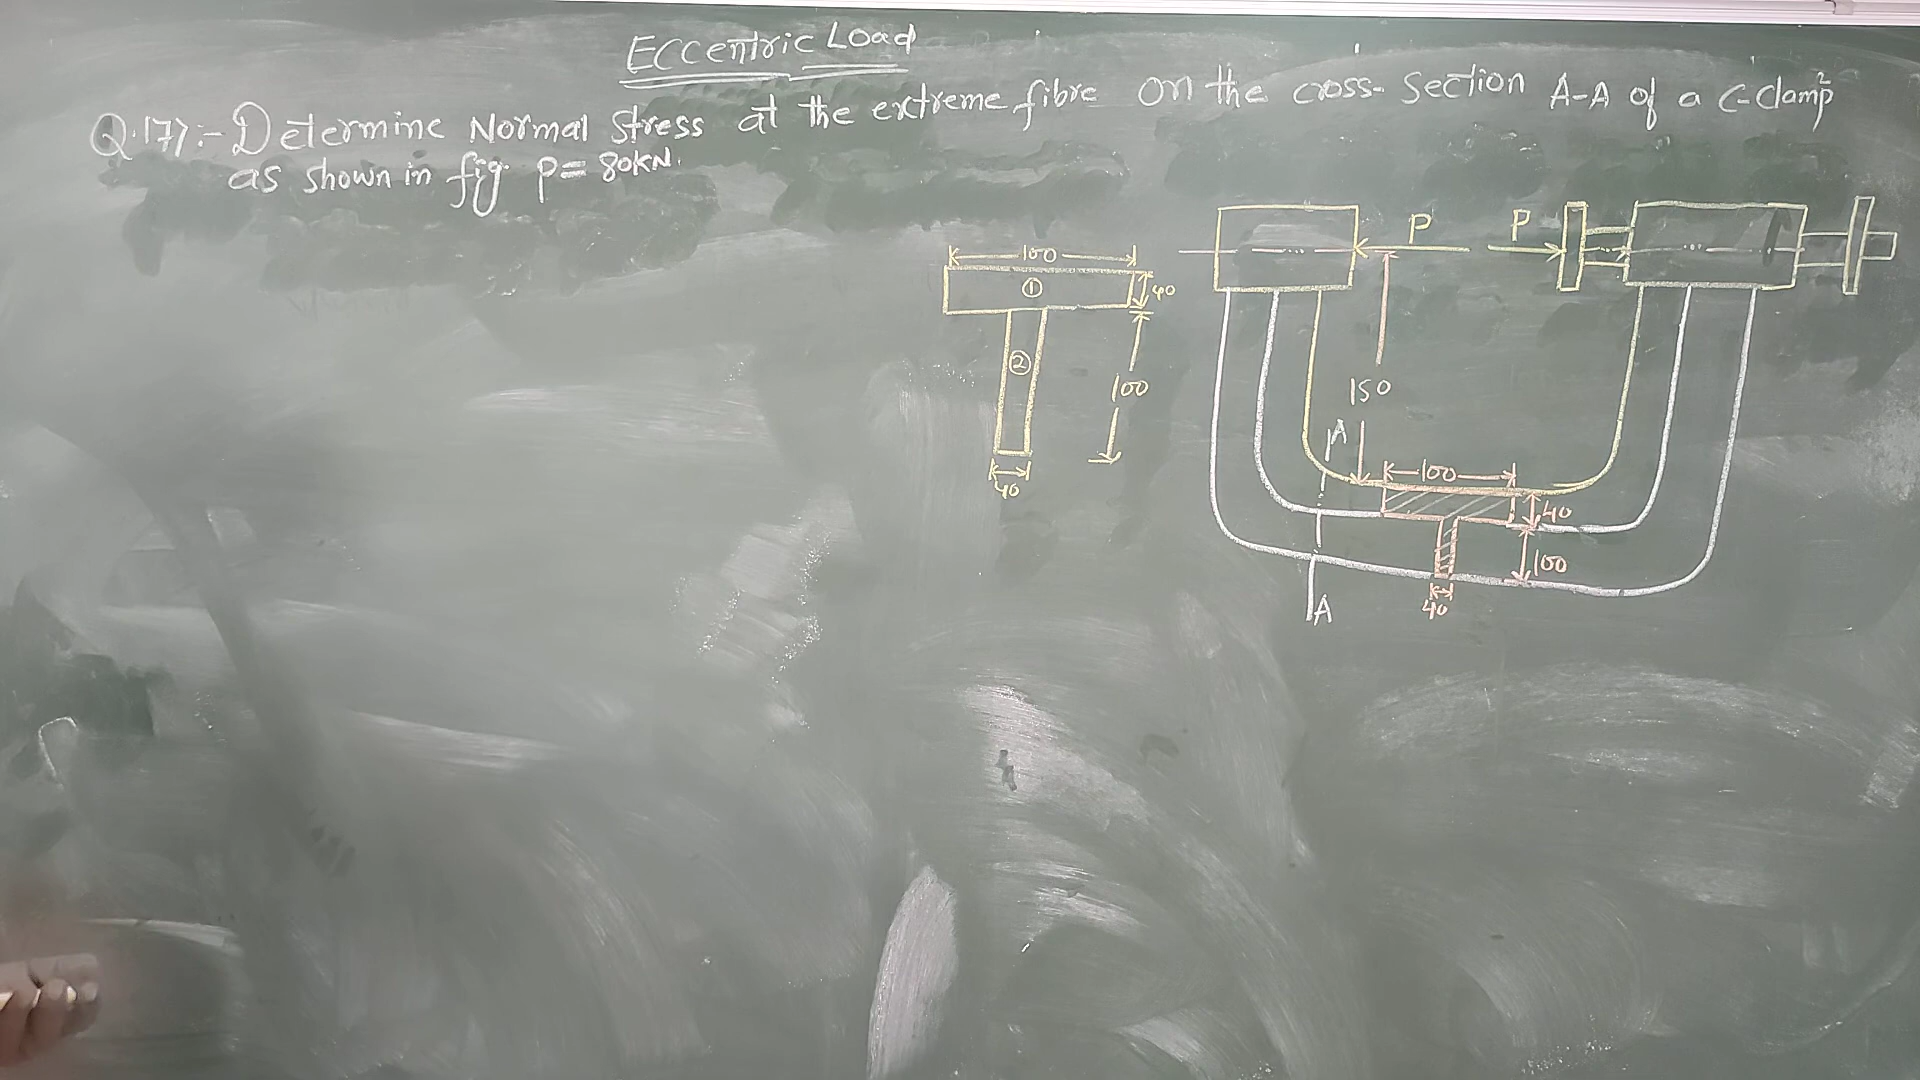 Eccentric Load
Q.17):- Determine Normal Stress at the extreme fibre on the cross-section A-A of a C-clamp
as shown in fig. P= 80kN.
P P
100
① 40
② 100
40
150
A
100
40
100
40
A